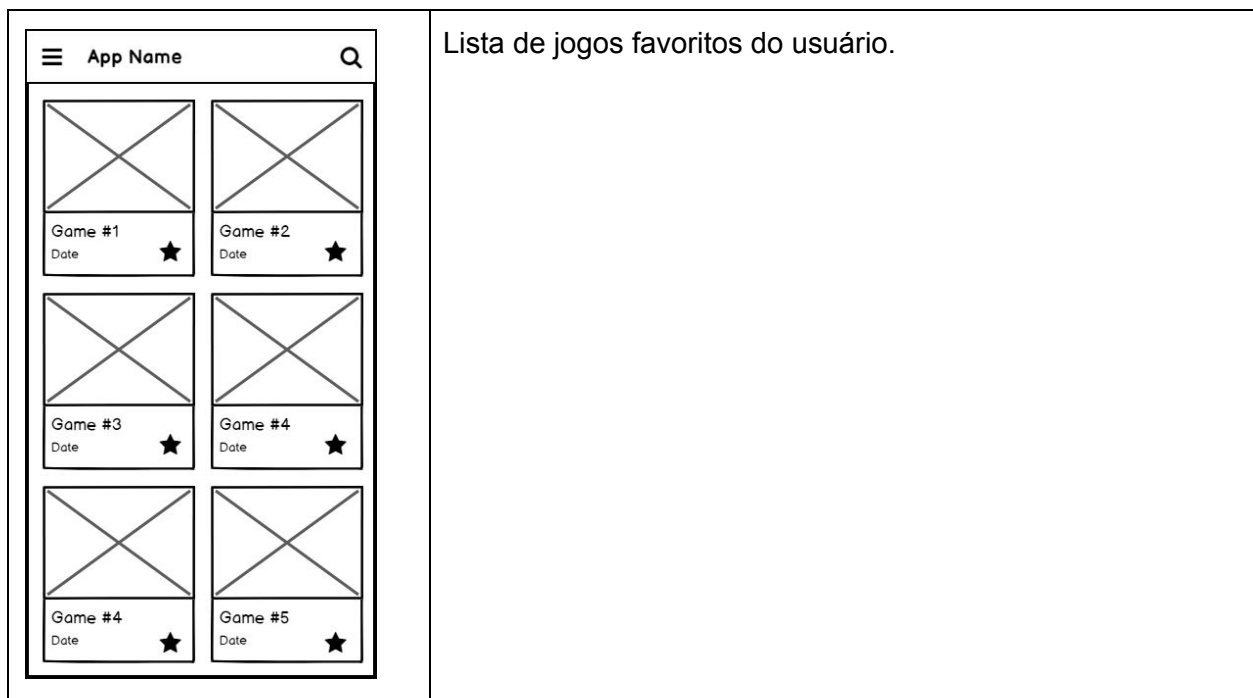 App Name
Lista de jogos favoritos do usuário.
Game #1
Date
Game #2
Date
Game #3
Date
Game #4
Date
Game #4
Date
Game #5
Date